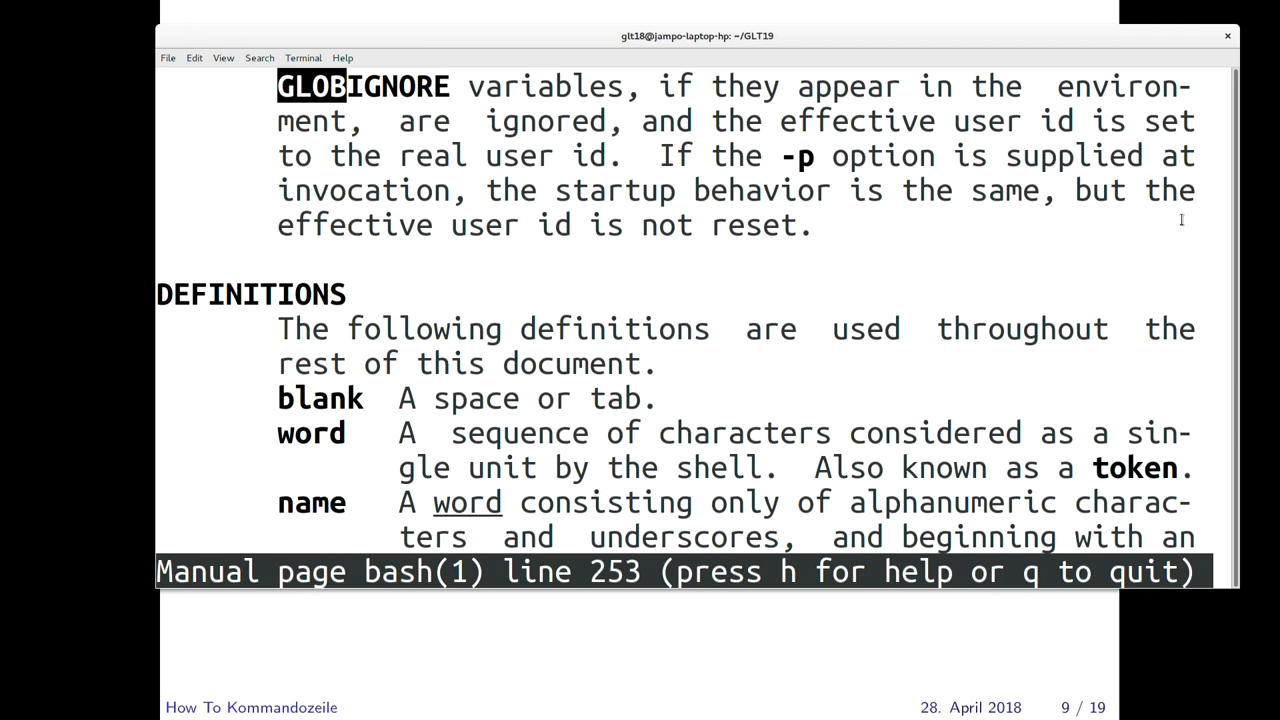 glt18@jampo-laptop-hp: ~/GLT19
×
File Edit View Search Terminal Help
GLOBIGNORE variables, if they appear in the environ-
ment, are ignored, and the effective user id is set
to the real user id. If the -p option is supplied at
invocation, the startup behavior is the same, but the
effective user id is not reset.
DEFINITIONS
The following definitions are used throughout the
rest of this document.
blank A space or tab.
word A sequence of characters considered as a sin-
gle unit by the shell. Also known as a token.
name A word consisting only of alphanumeric charac-
ters and underscores, and beginning with an
Manual page bash(1) line 253 (press h for help or q to quit)
How To Kommandozeile 28. April 2018 9 / 19